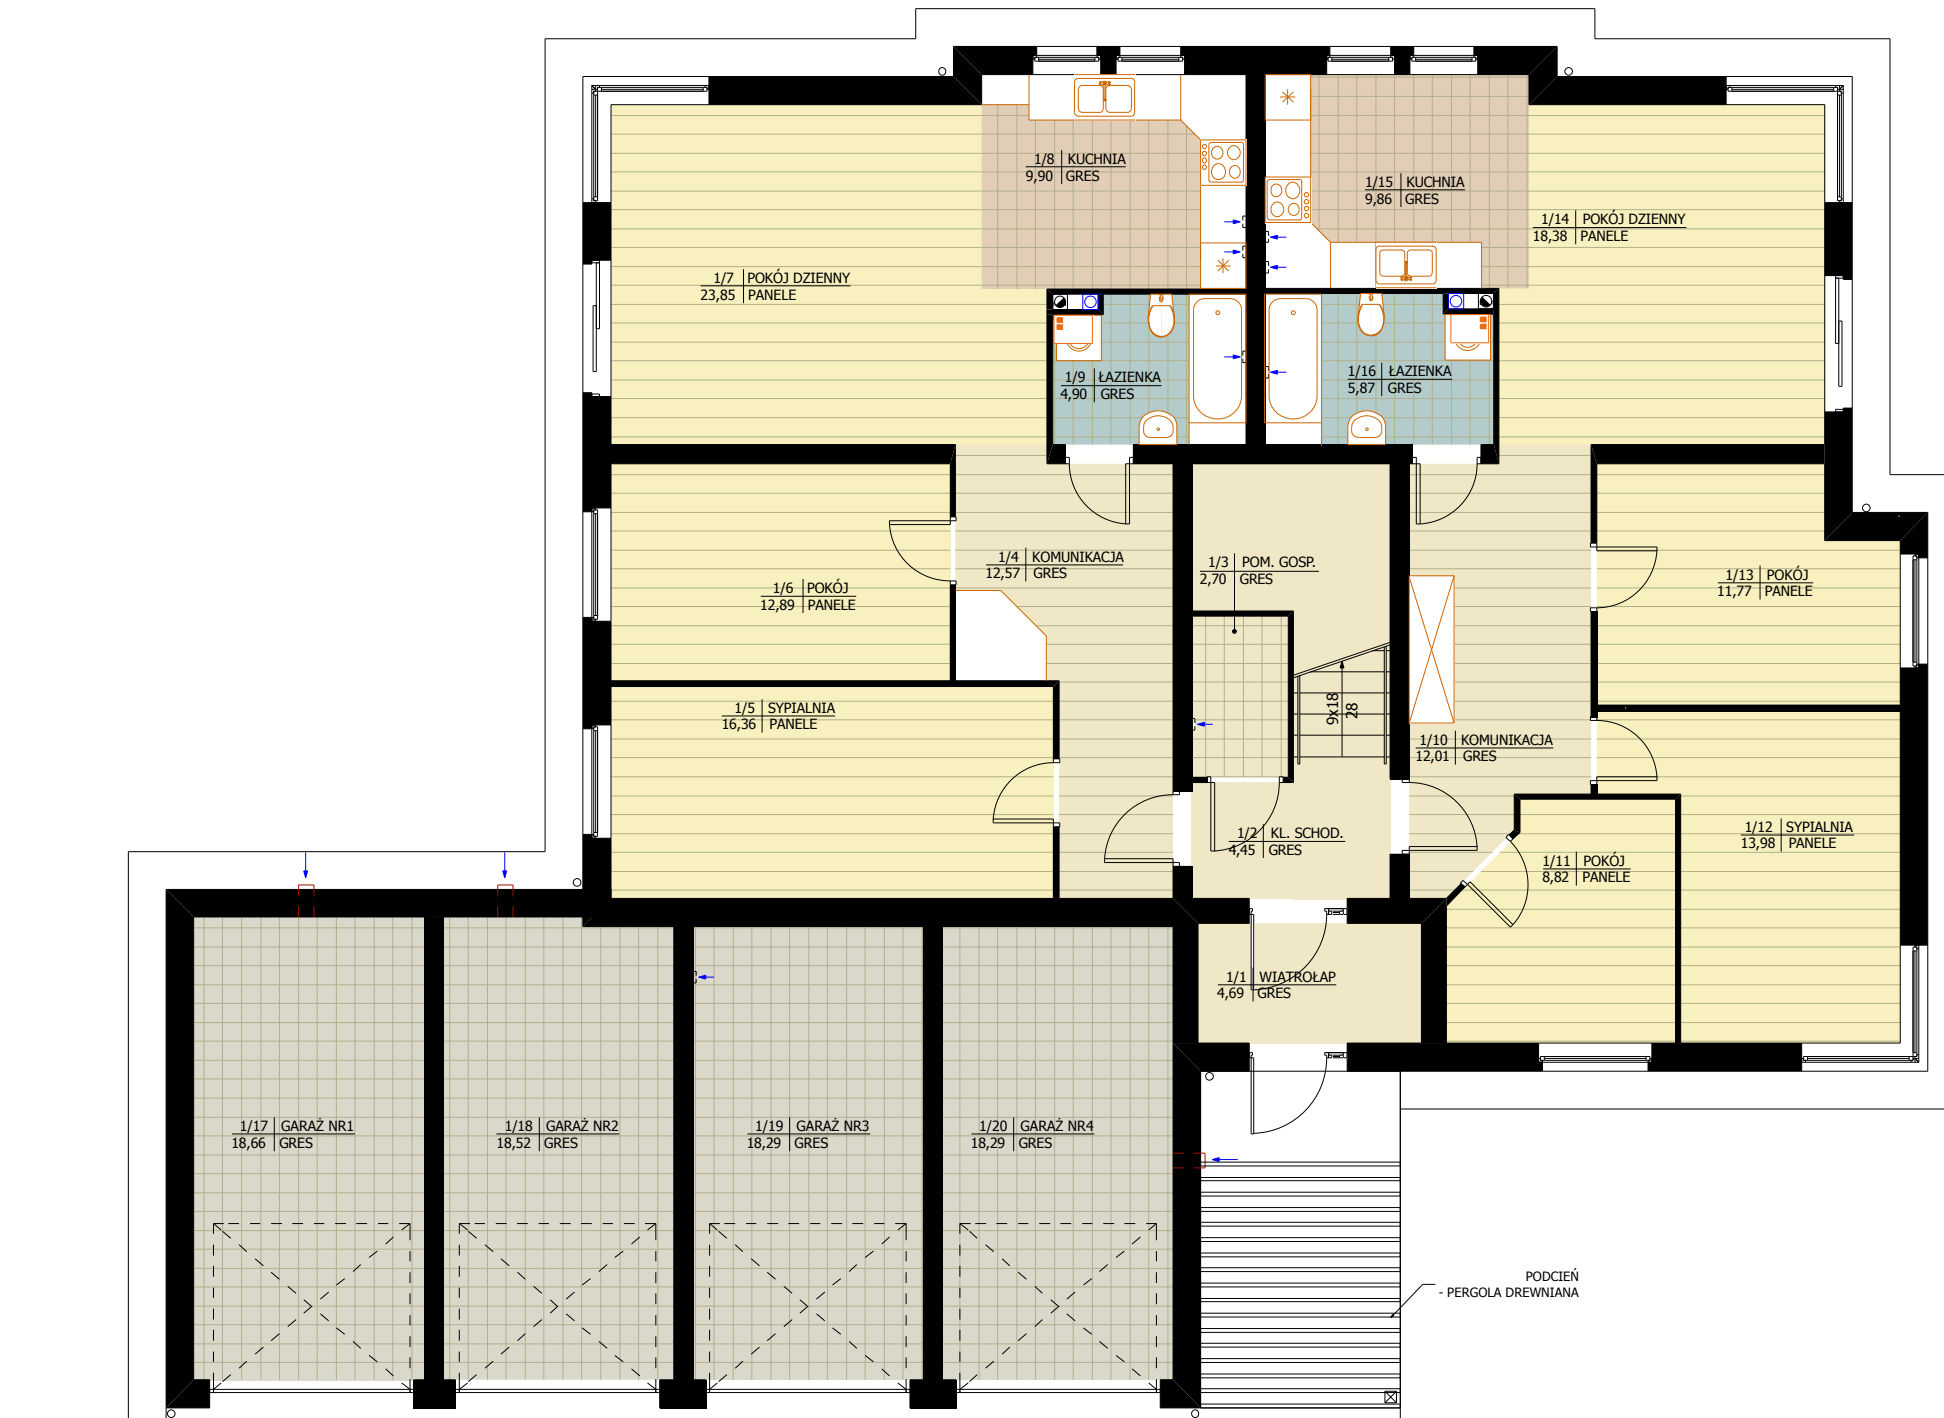 1/8 KUCHNIA
9,90 GRES
1/15 KUCHNIA
9,86 GRES
1/14 POKÓJ DZIENNY
18,38 PANELE
1/7 POKÓJ DZIENNY
23,85 PANELE
1/9 ŁAZIENKA
4,90 GRES
1/16 ŁAZIENKA
5,87 GRES
1/4 KOMUNIKACJA
12,57 GRES
1/3 POM. GOSP.
2,70 GRES
1/6 POKÓJ
12,89 PANELE
1/13 POKÓJ
11,77 PANELE
1/5 SYPIALNIA
16,36 PANELE
9x18
28
1/10 KOMUNIKACJA
12,01 GRES
1/2 KL. SCHOD.
4,45 GRES
1/12 SYPIALNIA
13,98 PANELE
1/11 POKÓJ
8,82 PANELE
1/1 WIATROŁAP
4,69 GRES
1/17 GARAŻ NR1
18,66 GRES
1/18 GARAŻ NR2
18,52 GRES
1/19 GARAŻ NR3
18,29 GRES
1/20 GARAŻ NR4
18,29 GRES
PODCIEŃ
- PERGOLA DREWNIANA